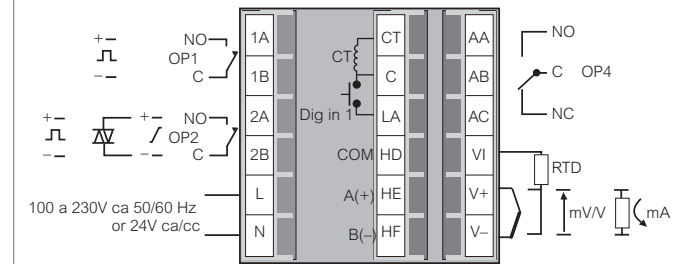 + NO 1A CT AA NO
OP1 CT
– C 1B C AB C OP4
+ + NO 2A Dig in 1 LA AC NC
OP2
– – C 2B COM HD VI
RTD
100 a 230V ca 50/60 Hz L A(+) HE V+
mV/V mA
or 24V ca/cc N B(–) HF V–